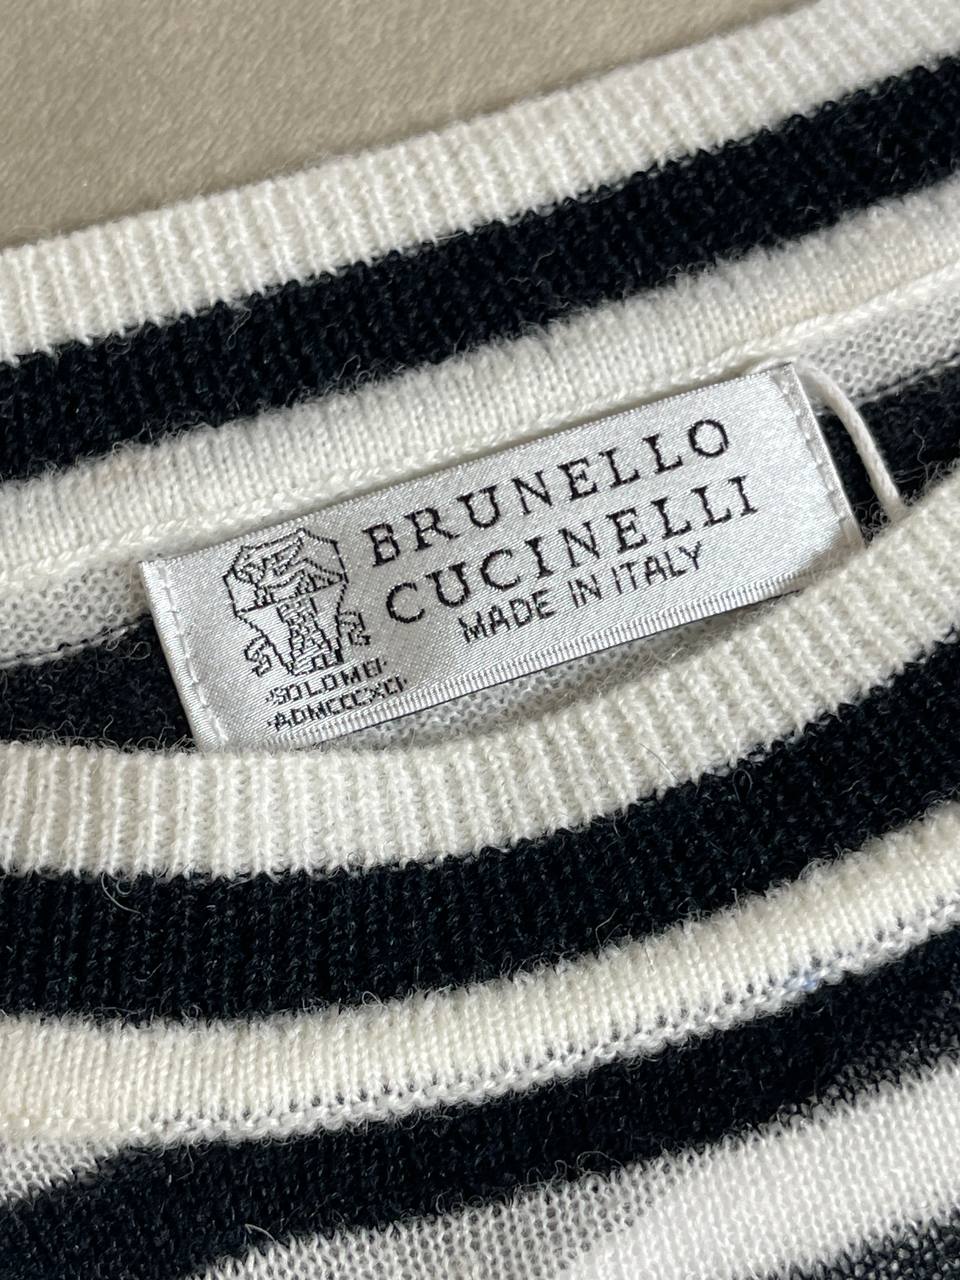 BRUNELLO
CUCINELLI
MADE IN ITALY
·SOLOMEI·
·ADMCCCXCI·